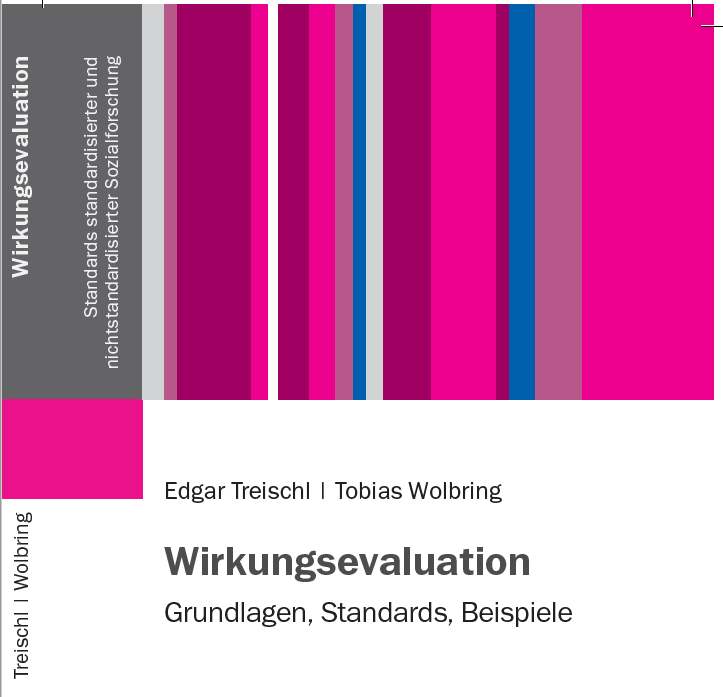 Wirkungsevaluation
Standards standardisierter und
nichtstandardisierter Sozialforschung
Treischl | Wolbring
Edgar Treischl | Tobias Wolbring
Wirkungsevaluation
Grundlagen, Standards, Beispiele